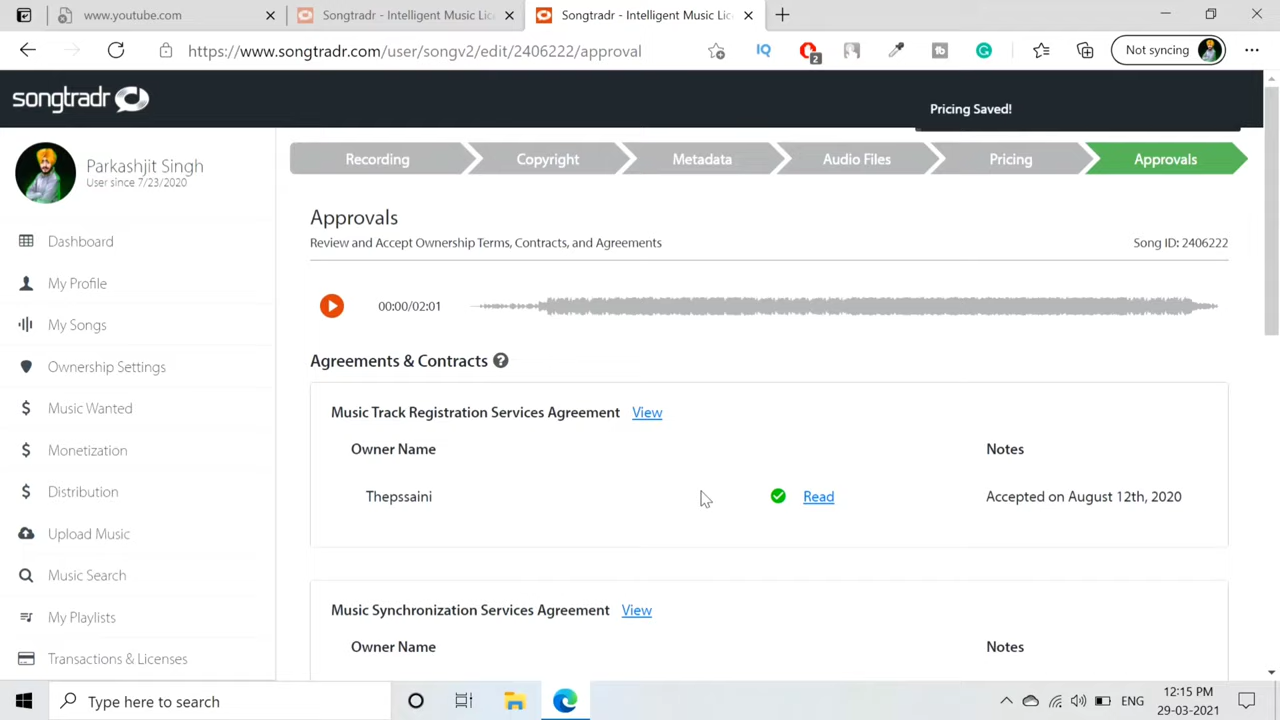 www.youtube.com
Songtradr - Intelligent Music Lice
Songtradr - Intelligent Music Lic
https://www.songtradr.com/user/songv2/edit/2406222/approval
IQ
2
tb
G
Not syncing
songtradr
Pricing Saved!
Parkashjit Singh
User since 7/23/2020
Recording
Copyright
Metadata
Audio Files
Pricing
Approvals
Dashboard
My Profile
My Songs
Ownership Settings
Music Wanted
Monetization
Distribution
Upload Music
Music Search
My Playlists
Transactions & Licenses
Approvals
Review and Accept Ownership Terms, Contracts, and Agreements
Song ID: 2406222
00:00/02:01
Agreements & Contracts
Music Track Registration Services Agreement View
Owner Name
Notes
Thepssaini
Read
Accepted on August 12th, 2020
Music Synchronization Services Agreement View
Owner Name
Notes
Type here to search
ENG
12:15 PM
29-03-2021